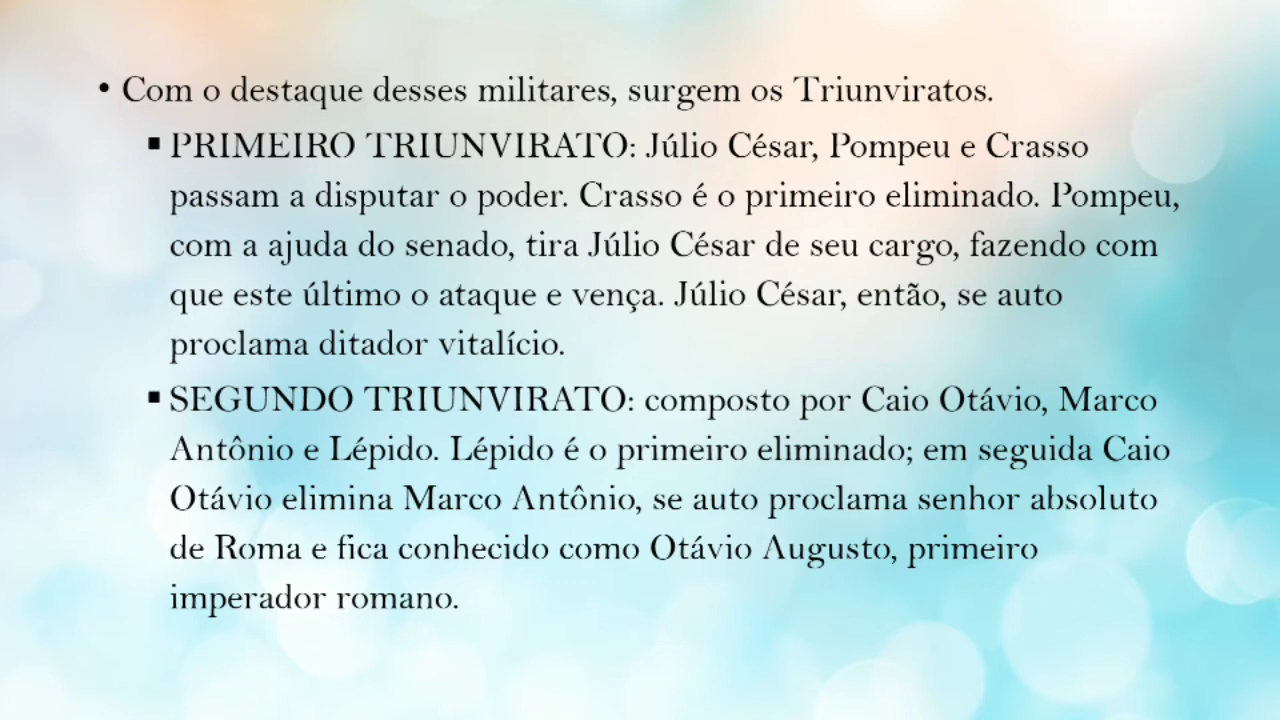 • Com o destaque desses militares, surgem os Triunviratos.
▪ PRIMEIRO TRIUNVIRATO: Júlio César, Pompeu e Crasso
passam a disputar o poder. Crasso é o primeiro eliminado. Pompeu,
com a ajuda do senado, tira Júlio César de seu cargo, fazendo com
que este último o ataque e vença. Júlio César, então, se auto
proclama ditador vitalício.
▪ SEGUNDO TRIUNVIRATO: composto por Caio Otávio, Marco
Antônio e Lépido. Lépido é o primeiro eliminado; em seguida Caio
Otávio elimina Marco Antônio, se auto proclama senhor absoluto
de Roma e fica conhecido como Otávio Augusto, primeiro
imperador romano.